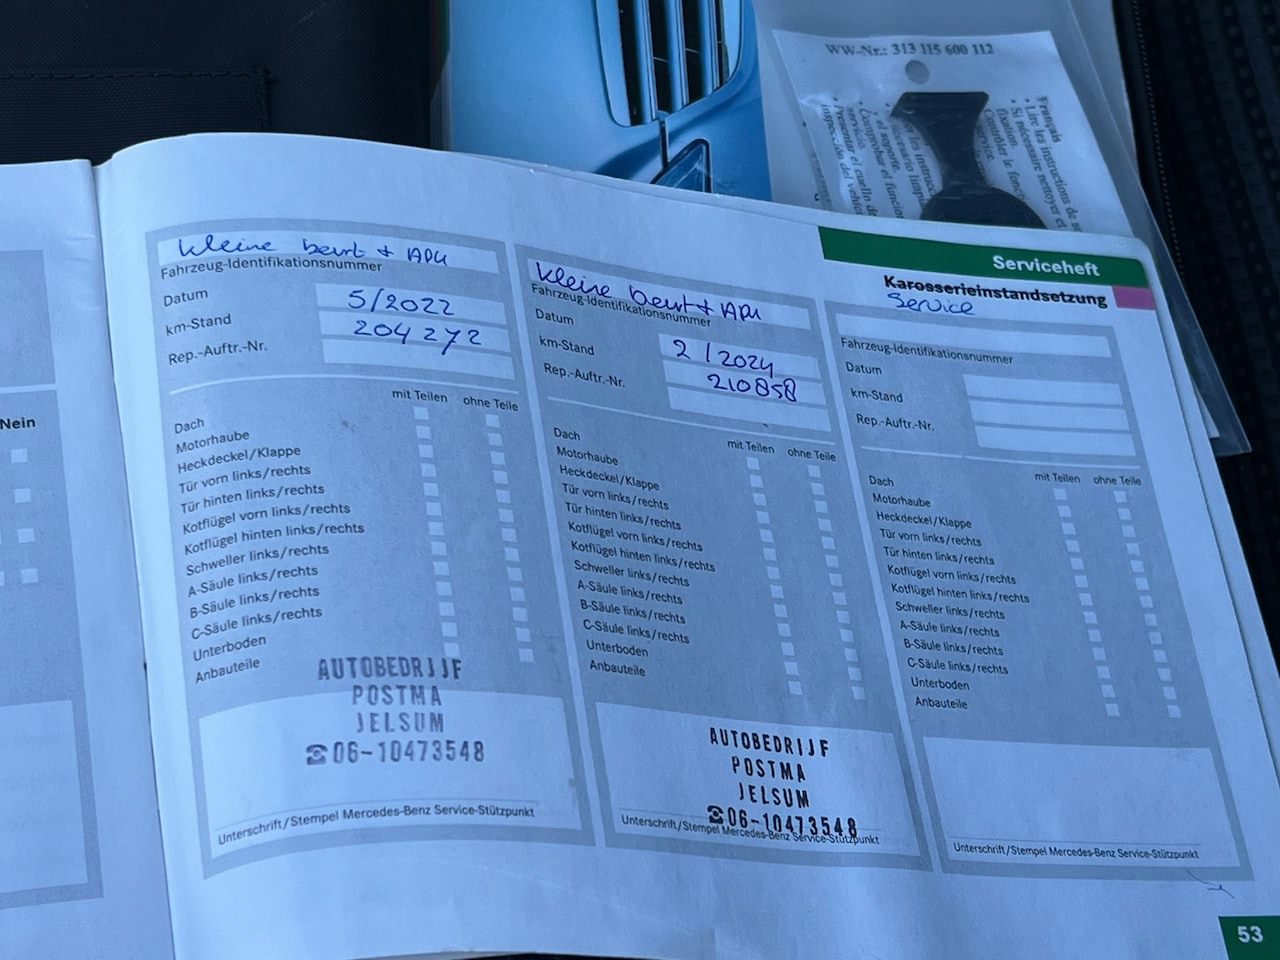 WW-Nr.: 313 115 600 112
Français
Serviceheft
Karosserieinstandsetzung
Service
Nein
kleine beurt + APK
Fahrzeug-Identifikationsnummer
Datum 5/2022
km-Stand 204272
Rep.-Auftr.-Nr.
mit Teilen ohne Teile
Dach
Motorhaube
Heckdeckel/Klappe
Tür vorn links/rechts
Tür hinten links/rechts
Kotflügel vorn links/rechts
Kotflügel hinten links/rechts
Schweller links/rechts
A-Säule links/rechts
B-Säule links/rechts
C-Säule links/rechts
Unterboden
Anbauteile
AUTOBEDRIJF
POSTMA
JELSUM
☎06-10473548
Unterschrift/Stempel Mercedes-Benz Service-Stützpunkt
kleine beurt + APK
Fahrzeug-Identifikationsnummer
Datum 2/2024
km-Stand 210858
Rep.-Auftr.-Nr.
mit Teilen ohne Teile
Dach
Motorhaube
Heckdeckel/Klappe
Tür vorn links/rechts
Tür hinten links/rechts
Kotflügel vorn links/rechts
Kotflügel hinten links/rechts
Schweller links/rechts
A-Säule links/rechts
B-Säule links/rechts
C-Säule links/rechts
Unterboden
Anbauteile
AUTOBEDRIJF
POSTMA
JELSUM
☎06-10473548
Unterschrift/Stempel Mercedes-Benz Service-Stützpunkt
Fahrzeug-Identifikationsnummer
Datum
km-Stand
Rep.-Auftr.-Nr.
mit Teilen ohne Teile
Dach
Motorhaube
Heckdeckel/Klappe
Tür vorn links/rechts
Tür hinten links/rechts
Kotflügel vorn links/rechts
Kotflügel hinten links/rechts
Schweller links/rechts
A-Säule links/rechts
B-Säule links/rechts
C-Säule links/rechts
Unterboden
Anbauteile
Unterschrift/Stempel Mercedes-Benz Service-Stützpunkt
53